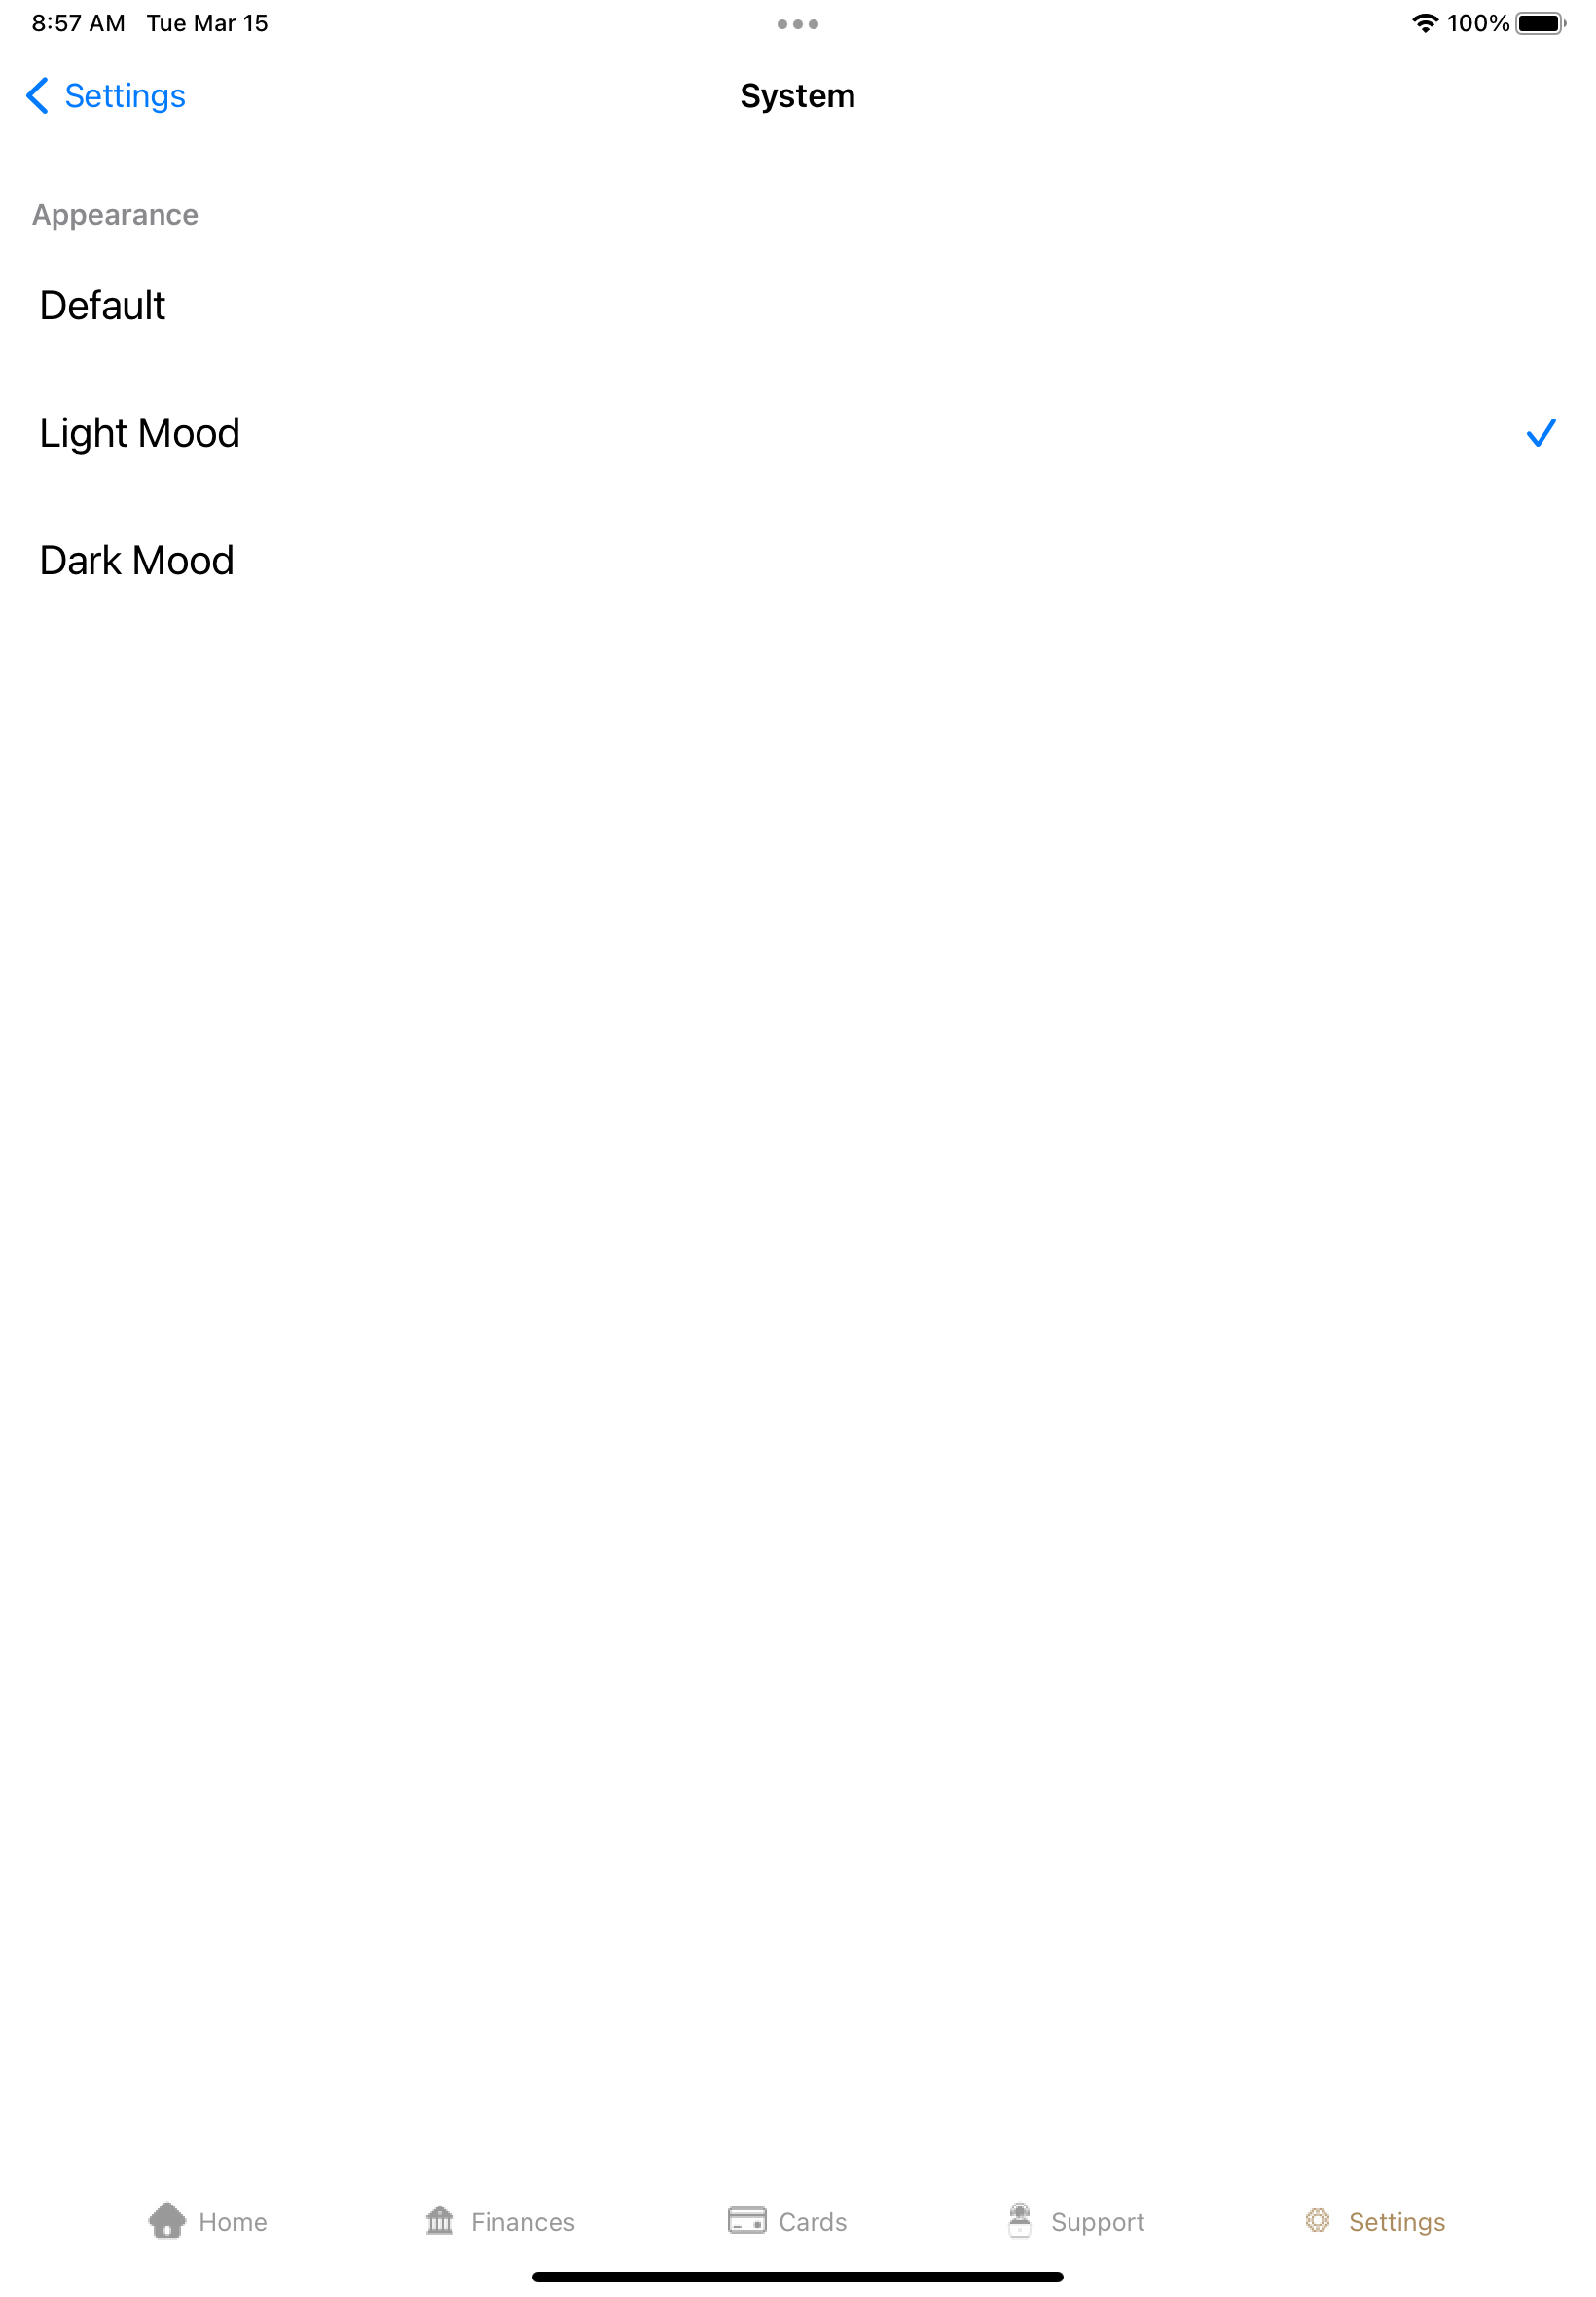 8:57 AM Tue Mar 15 100%
Settings System
Appearance
Default
Light Mood
Dark Mood
Home Finances Cards Support Settings